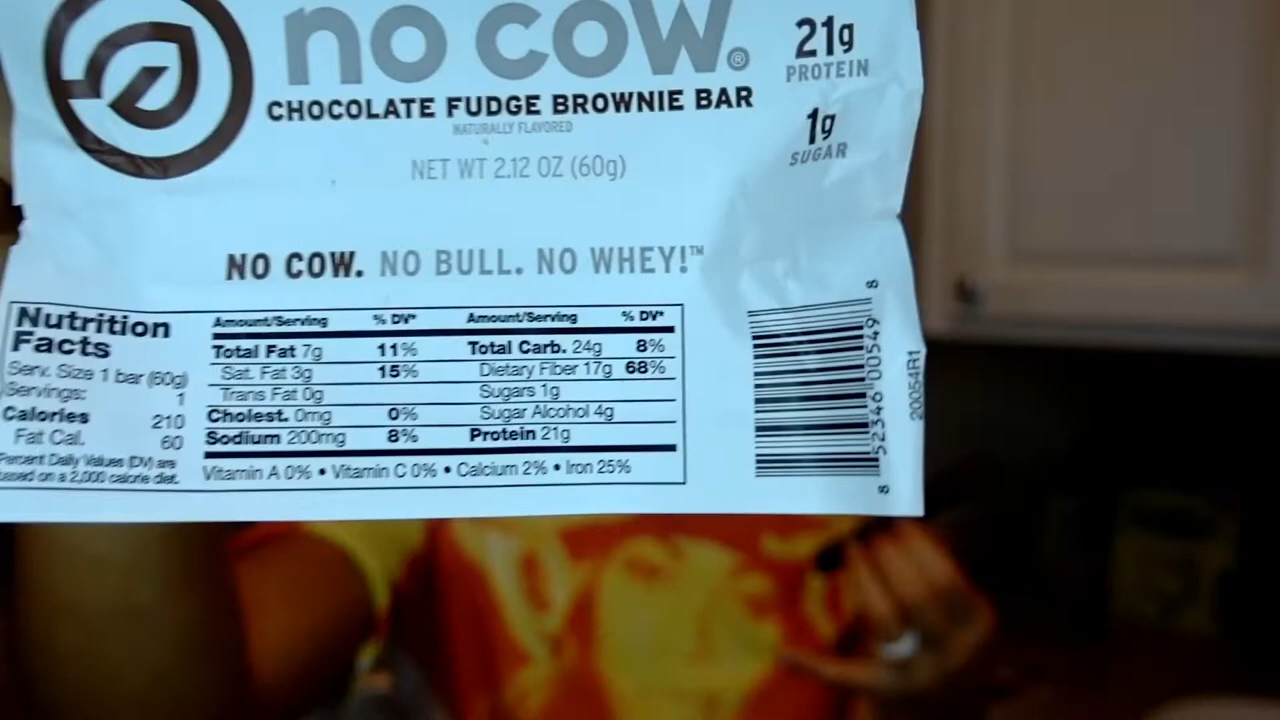 no cow.®
CHOCOLATE FUDGE BROWNIE BAR
NATURALLY FLAVORED
NET WT 2.12 OZ (60g)
21g
PROTEIN
1g
SUGAR
NO COW. NO BULL. NO WHEY!™
Nutrition
Facts
Serv. Size 1 bar (60g)
Servings: 1
Calories 210
Fat Cal. 60
Percent Daily Values (DV) are
based on a 2,000 calorie diet.
Amount/Serving % DV*
Total Fat 7g 11%
Sat. Fat 3g 15%
Trans Fat 0g
Cholest. 0mg 0%
Sodium 200mg 8%
Amount/Serving % DV*
Total Carb. 24g 8%
Dietary Fiber 17g 68%
Sugars 1g
Sugar Alcohol 4g
Protein 21g
Vitamin A 0% • Vitamin C 0% • Calcium 2% • Iron 25%
8 52346 00549 8
20054R1